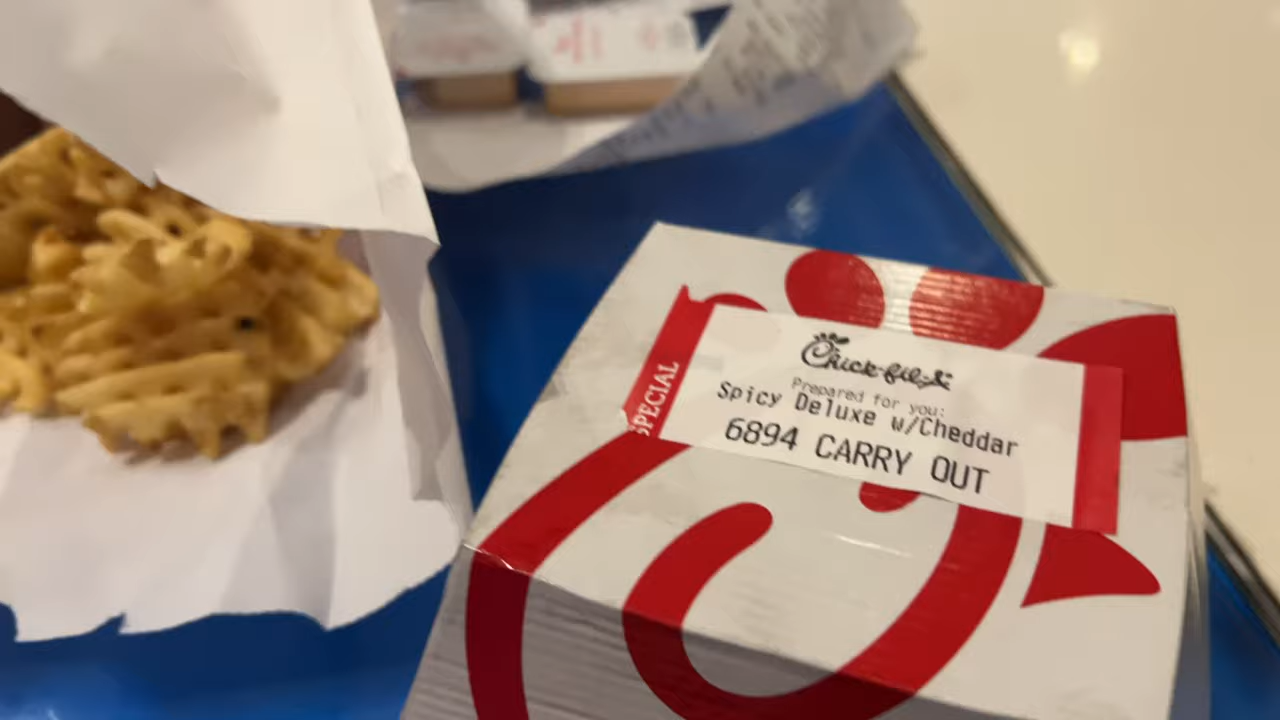 SPECIAL
Chick-fil-A
Prepared for you:
Spicy Deluxe w/Cheddar
6894 CARRY OUT